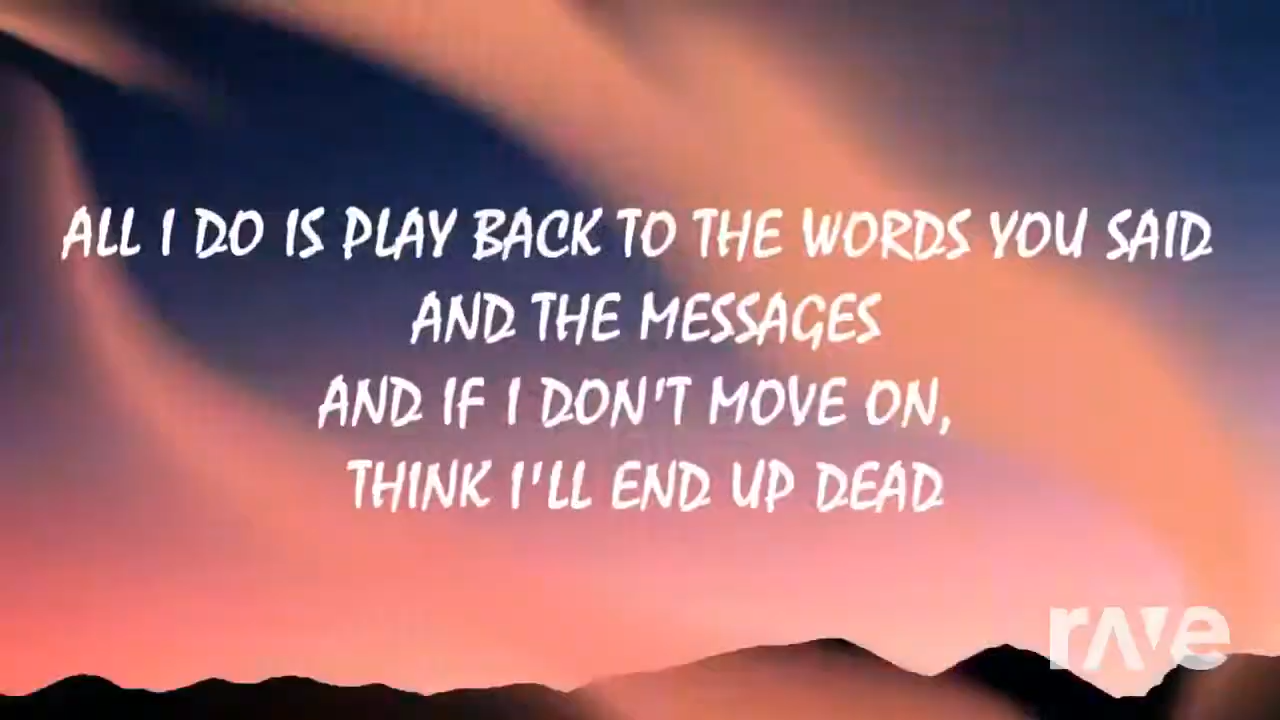 ALL I DO IS PLAY BACK TO THE WORDS YOU SAID
AND THE MESSAGES
AND IF I DON'T MOVE ON,
THINK I'LL END UP DEAD
rave